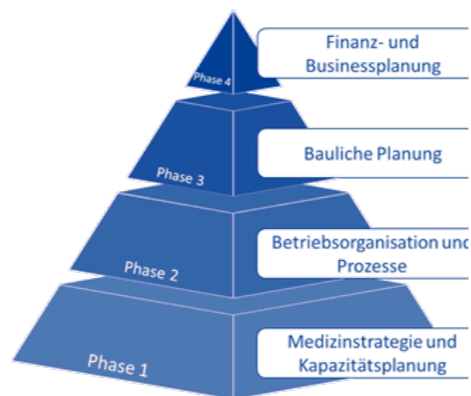 Phase 4
Finanz- und
Businessplanung
Phase 3
Bauliche Planung
Phase 2
Betriebsorganisation und
Prozesse
Phase 1
Medizinstrategie und
Kapazitätsplanung